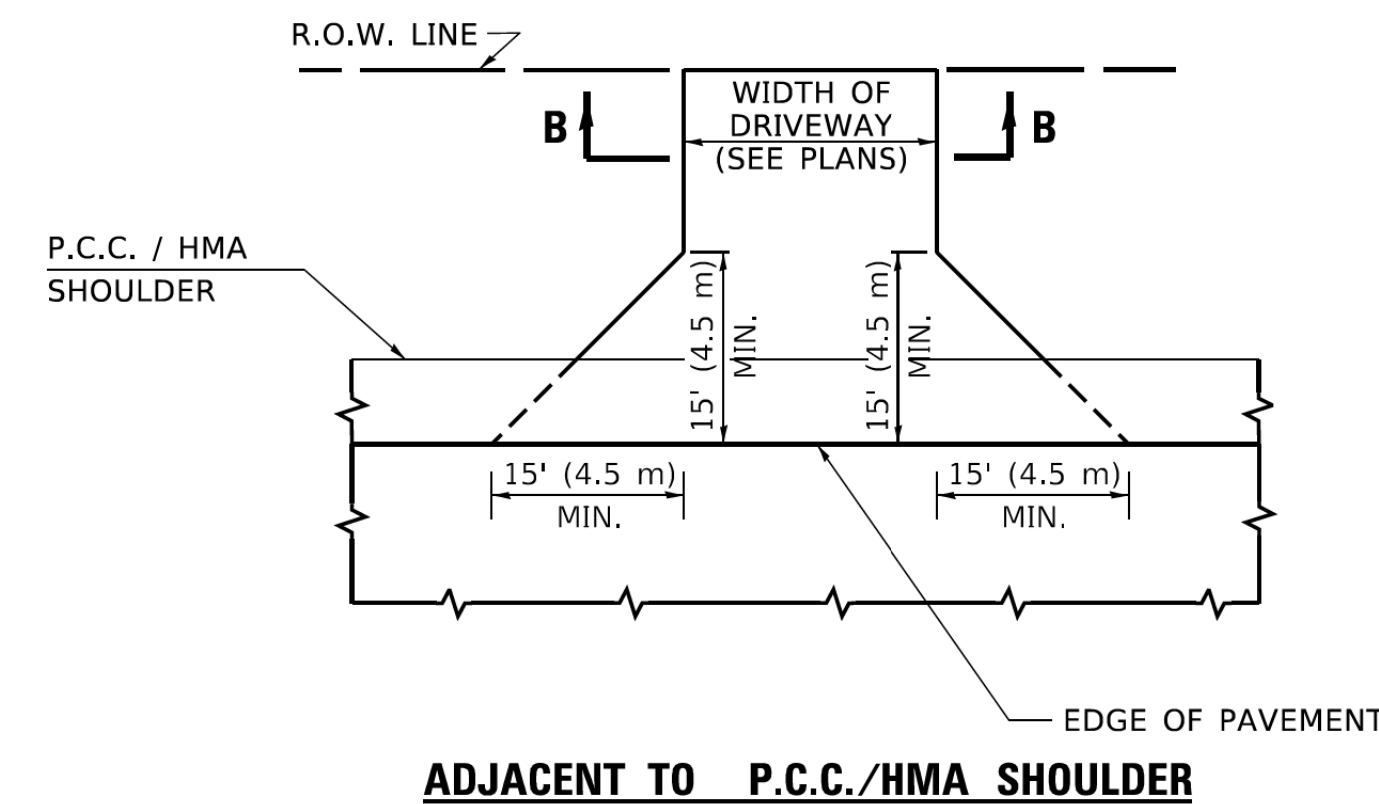 R.O.W. LINE
B
WIDTH OF
DRIVEWAY
(SEE PLANS)
B
P.C.C. / HMA
SHOULDER
15' (4.5 m)
MIN.
15' (4.5 m)
MIN.
15' (4.5 m)
MIN.
15' (4.5 m)
MIN.
EDGE OF PAVEMENT
ADJACENT TO P.C.C./HMA SHOULDER